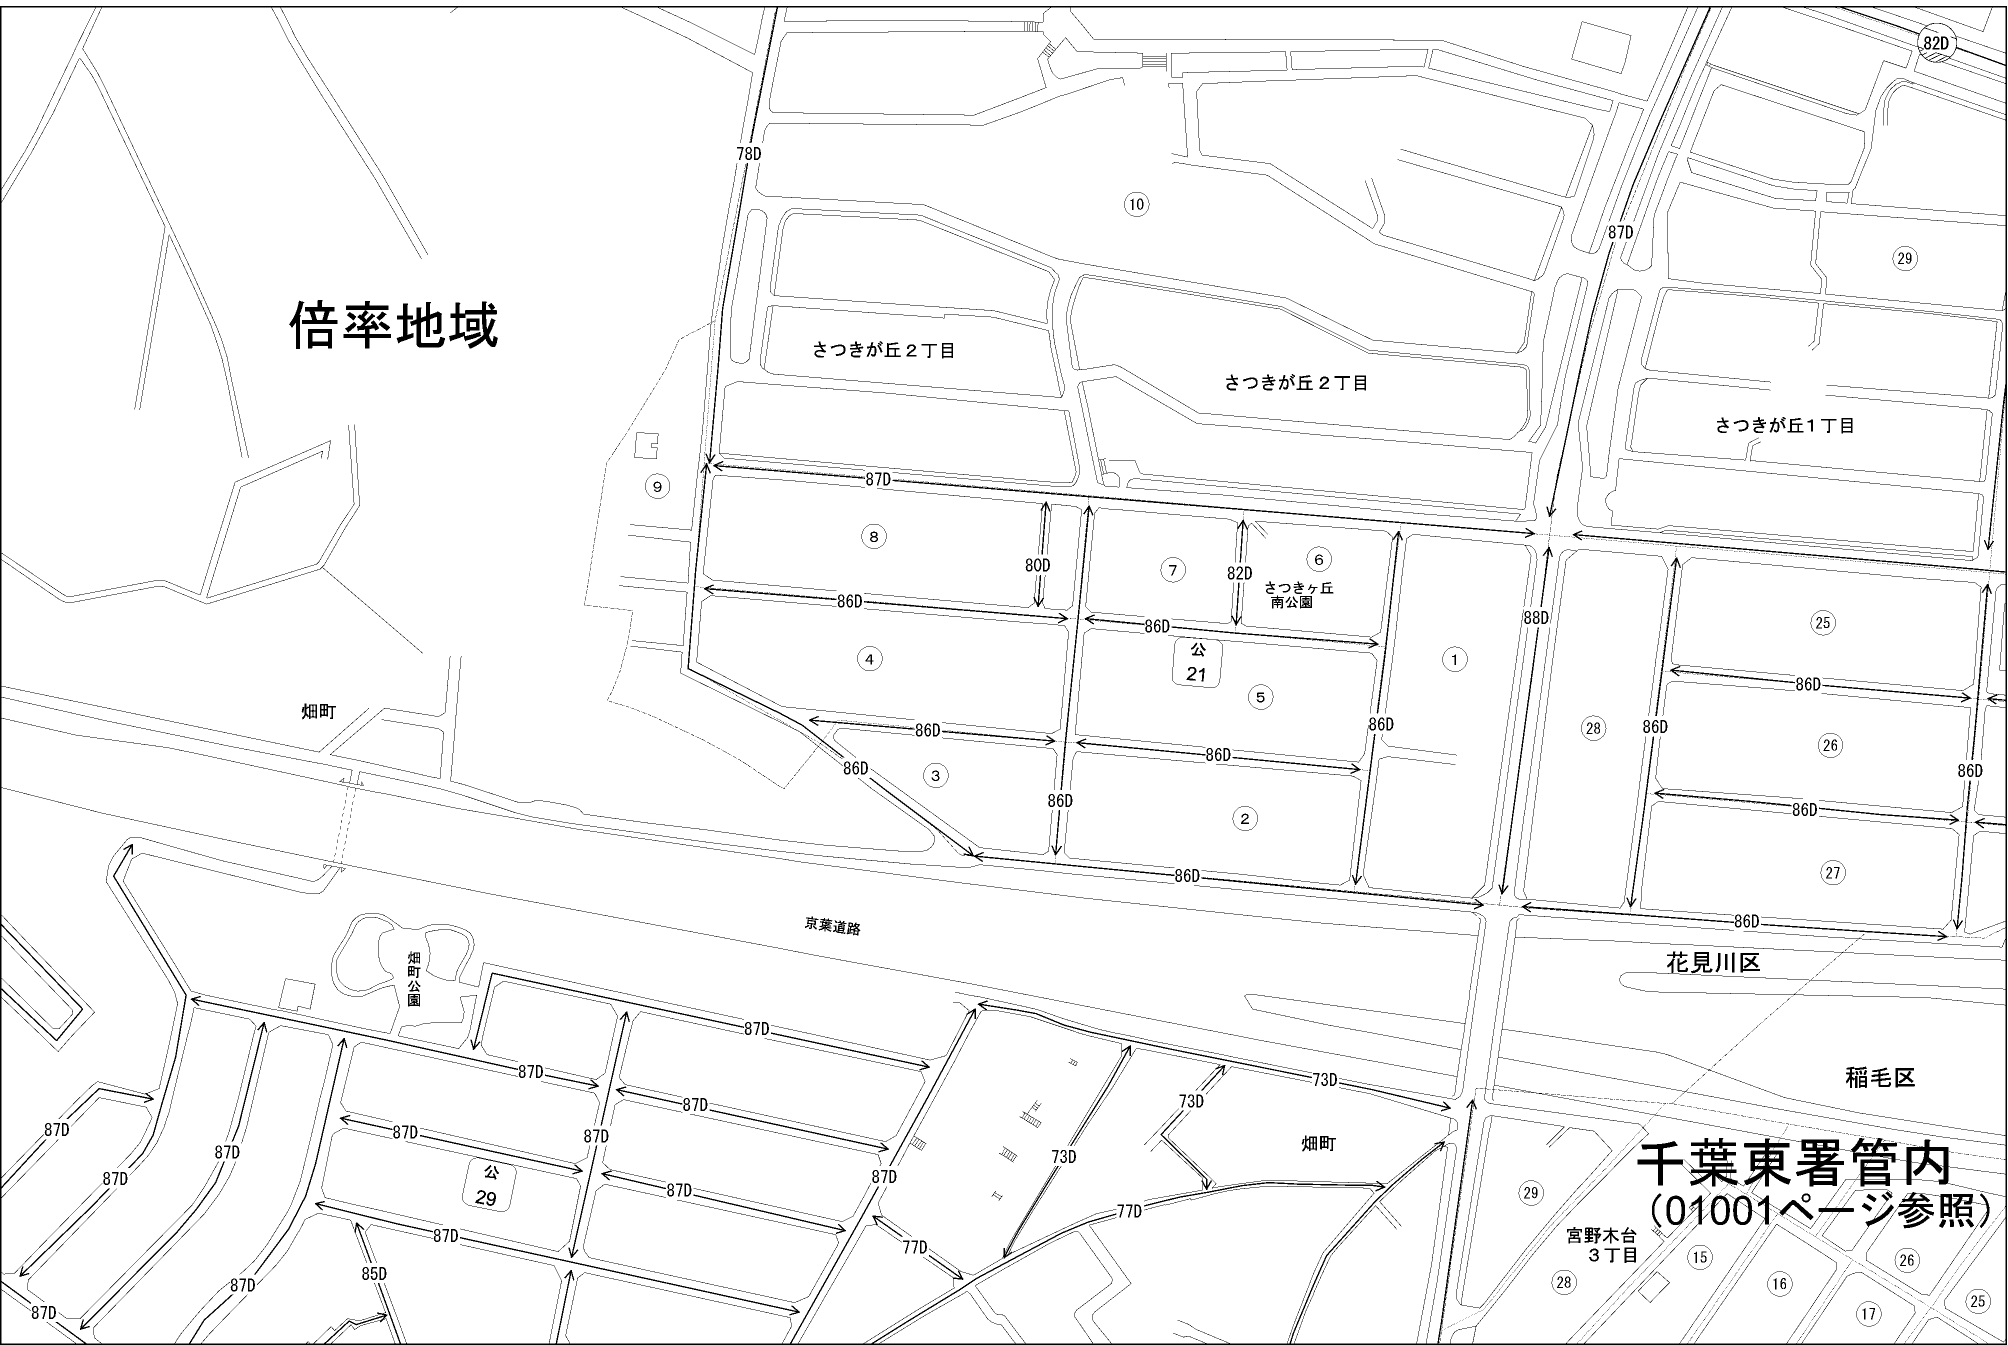 82D
78D
10
87D
29
倍率地域
さつきが丘２丁目
さつきが丘２丁目
さつきが丘１丁目
9
87D
8
80D
7
82D
6
さつきヶ丘
南公園
86D
86D
88D
25
4
公
21
5
1
86D
畑町
86D
86D
86D
28
86D
26
86D
3
86D
86D
86D
2
27
86D
86D
京葉道路
花見川区
畑町公園
87D
87D
73D
稲毛区
87D
73D
87D
87D
87D
畑町
千葉東署管内
（01001ページ参照）
87D
87D
公
29
87D
87D
73D
29
77D
87D
77D
宮野木台
３丁目
15
26
87D
85D
28
16
25
87D
17